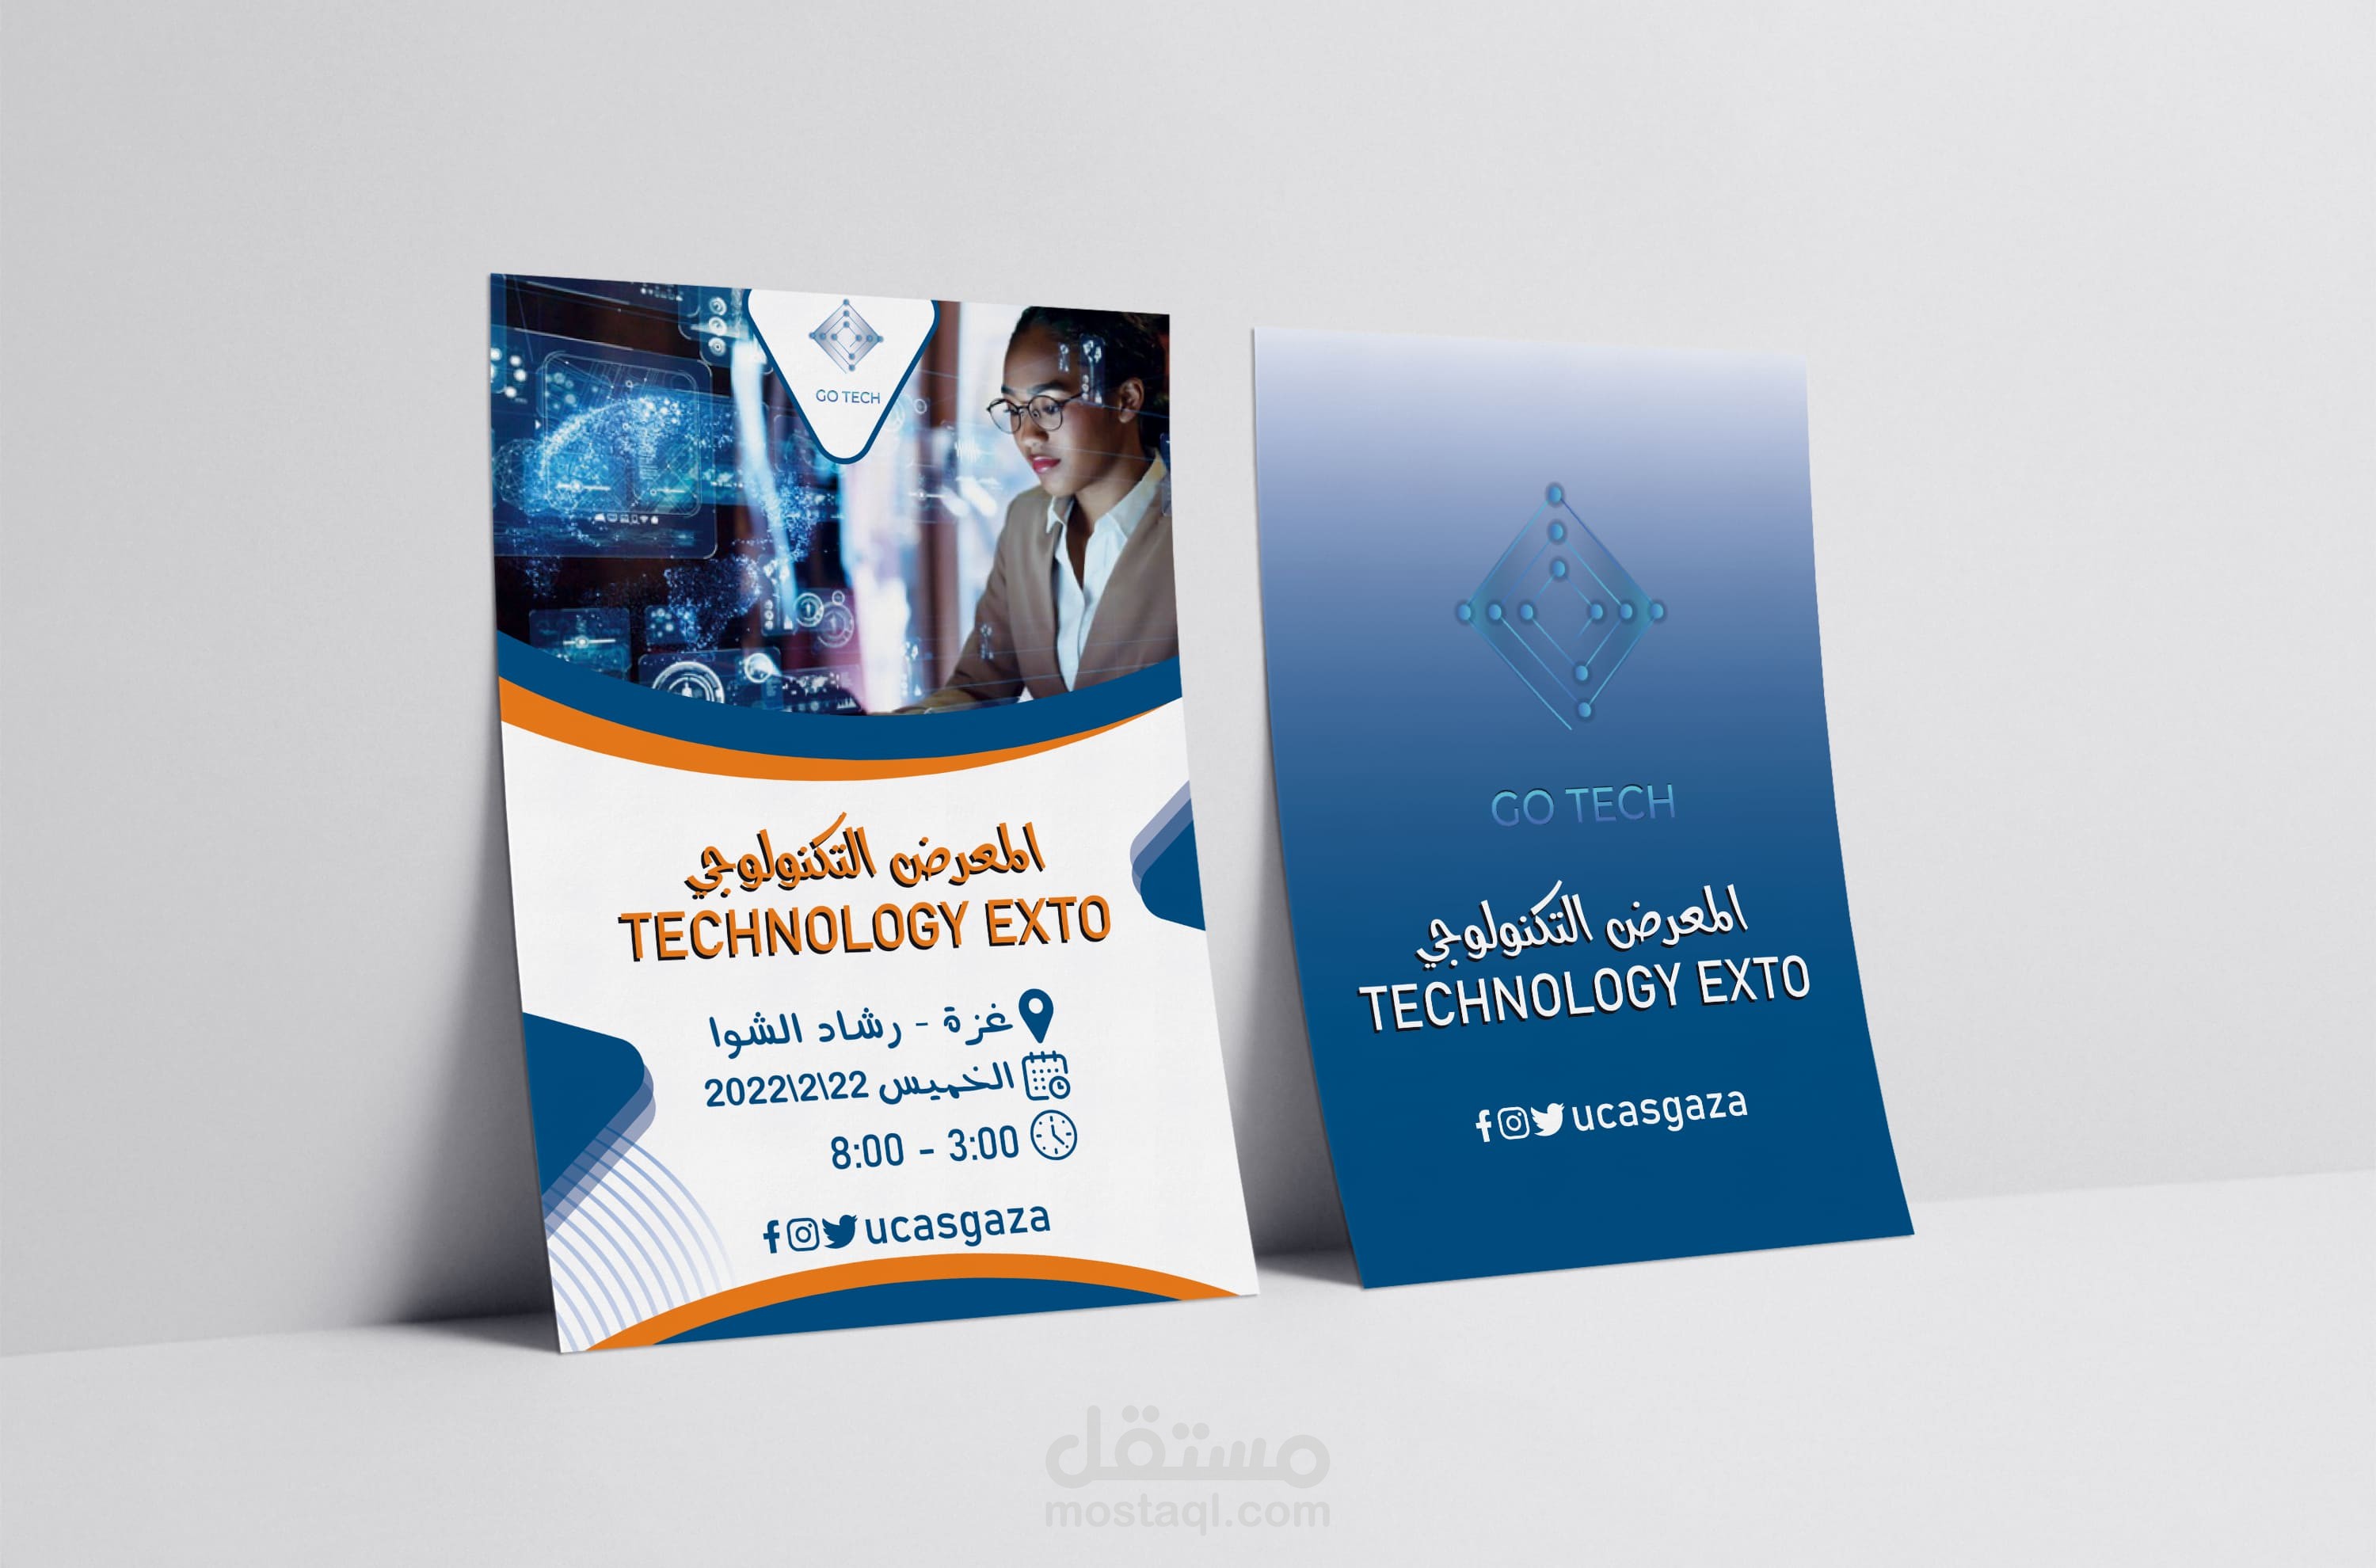 GO TECH
المعرض التكنولوجي
TECHNOLOGY EXTO
غزة - رشاد الشوا
الخميس 22\2\2022
8:00 - 3:00
ucasgaza
GO TECH
المعرض التكنولوجي
TECHNOLOGY EXTO
ucasgaza
مستقل
mostaql.com